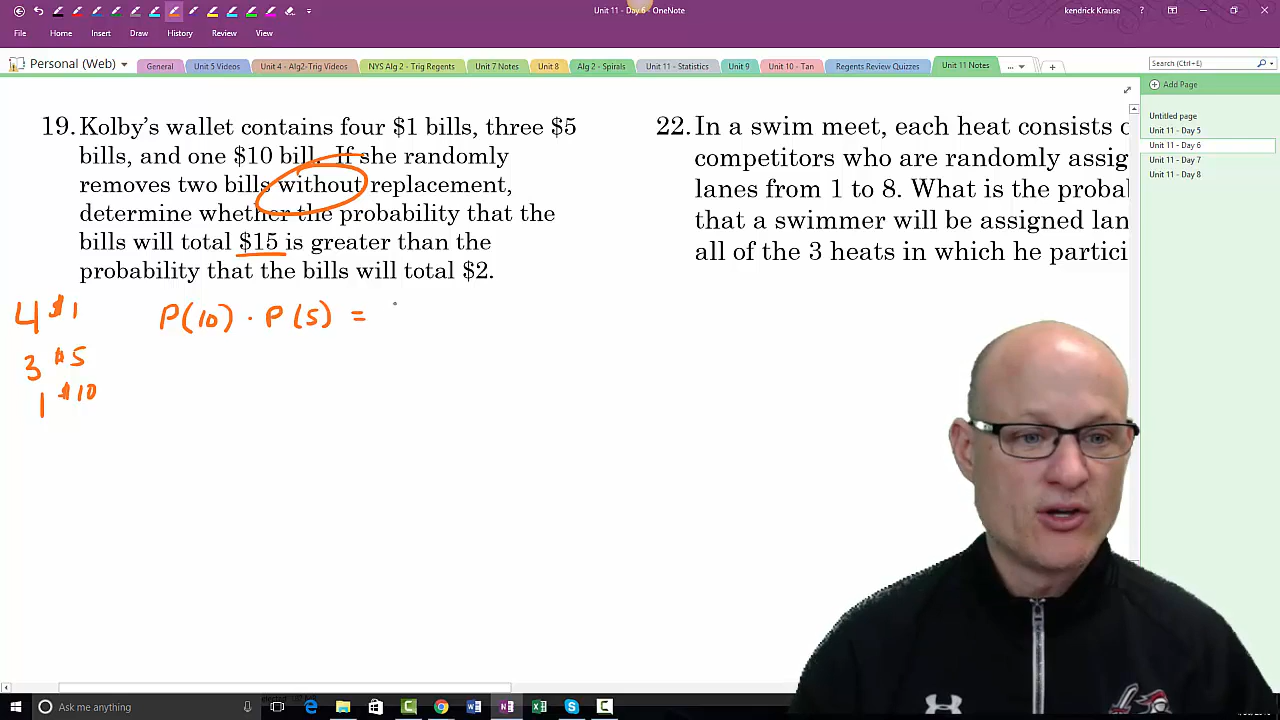 Unit 11 - Day 6 - OneNote
kendrick Krause
File Home Insert Draw History Review View
Personal (Web) General Unit 5 Videos Unit 4 - Alg2-Trig Videos NYS Alg 2 - Trig Regents Unit 7 Notes Unit 8 Alg 2 - Spirals Unit 11 - Statistics Unit 9 Unit 10 - Tan Regents Review Quizzes Unit 11 Notes ...
Search (Ctrl+E)
Add Page
Untitled page
Unit 11 - Day 5
Unit 11 - Day 6
Unit 11 - Day 7
Unit 11 - Day 8
19. Kolby's wallet contains four $1 bills, three $5
bills, and one $10 bill. If she randomly
removes two bills without replacement,
determine whether the probability that the
bills will total $15 is greater than the
probability that the bills will total $2.
4 $1
3 $5
1 $10
P(10) · P(5) =
22. In a swim meet, each heat consists o
competitors who are randomly assig
lanes from 1 to 8. What is the proba
that a swimmer will be assigned lan
all of the 3 heats in which he partici
Ask me anything